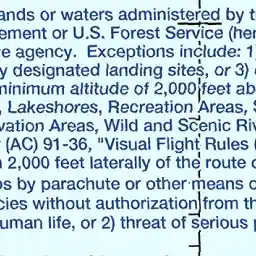 ands or waters administered by t
ement or U.S. Forest Service (her
e agency. Exceptions include: 1)
y designated landing sites, or 3)
minimum altitude of 2,000 feet ab
, Lakeshores, Recreation Areas, S
vation Areas, Wild and Scenic Riv
(AC) 91-36, "Visual Flight Rules (
2,000 feet laterally of the route o
os by parachute or other means o
cies without authorization from th
uman life, or 2) threat of serious p